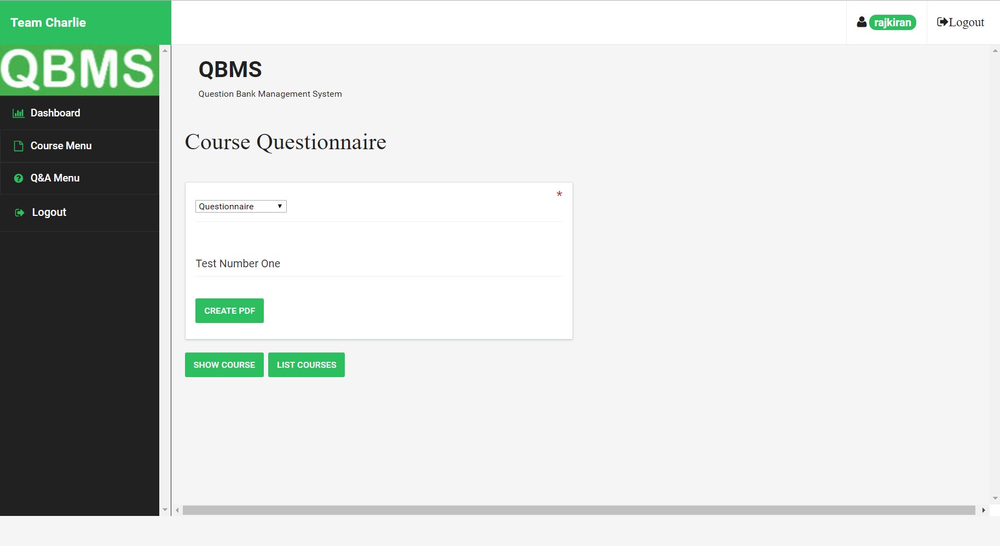 Team Charlie
rajkiran
Logout
QBMS
Dashboard
Course Menu
Q&A Menu
Logout
QBMS
Question Bank Management System
Course Questionnaire
*
Questionnaire
Test Number One
CREATE PDF
SHOW COURSE LIST COURSES